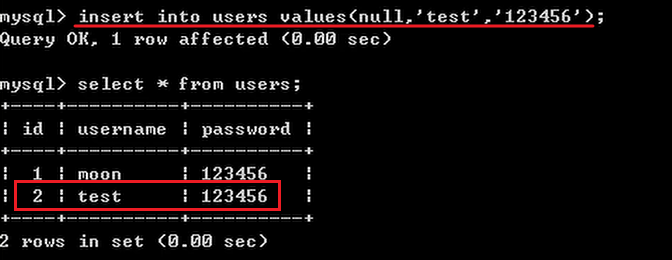 mysql> insert into users values(null,'test','123456');
Query OK, 1 row affected (0.00 sec)
mysql> select * from users;
+----+----------+----------+
| id | username | password |
+----+----------+----------+
| 1 | moon | 123456 |
| 2 | test | 123456 |
+----+----------+----------+
2 rows in set (0.00 sec)